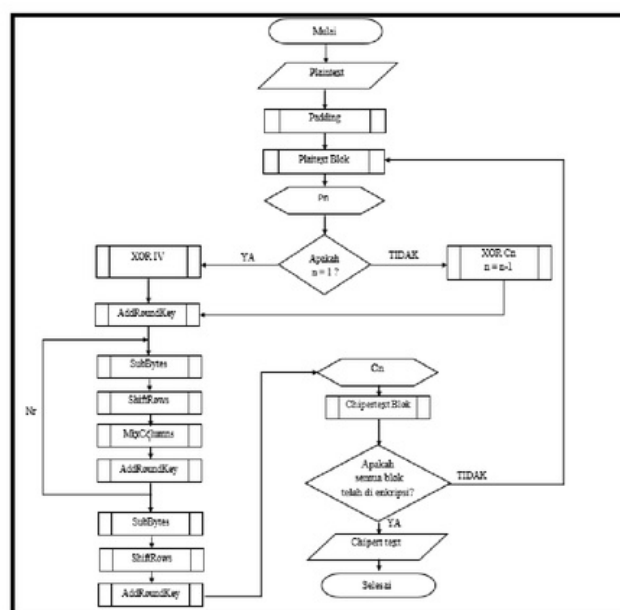 Mulai
Plaintext
Padding
Plaintext Blok
Pn
Apakah
n = 1 ?
YA
TIDAK
XOR IV
XOR Cn
n = n-1
AddRoundKey
SubBytes
ShiftRows
MixColumns
AddRoundKey
Nr
SubBytes
ShiftRows
AddRoundKey
Cn
Chipertext Blok
Apakah
semua blok
telah di enkripsi?
TIDAK
YA
Chipert text
Selesai